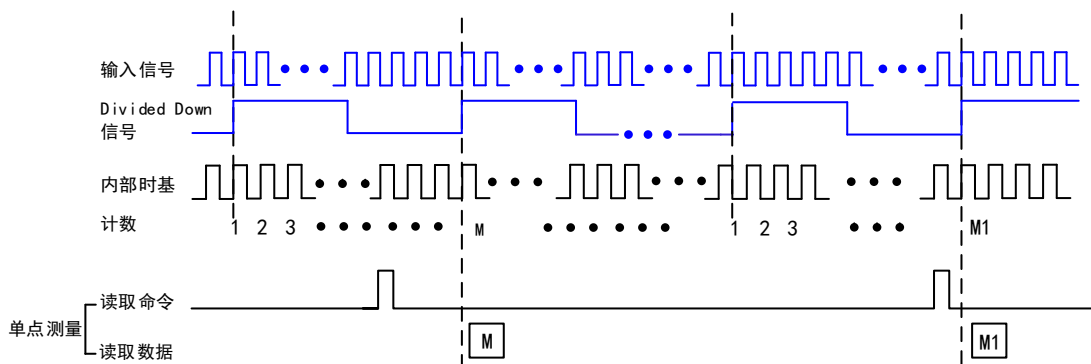 输入信号
Divided Down
信号
内部时基
计数 1 2 3 M 1 2 3 M1
读取命令
单点测量
读取数据 M M1